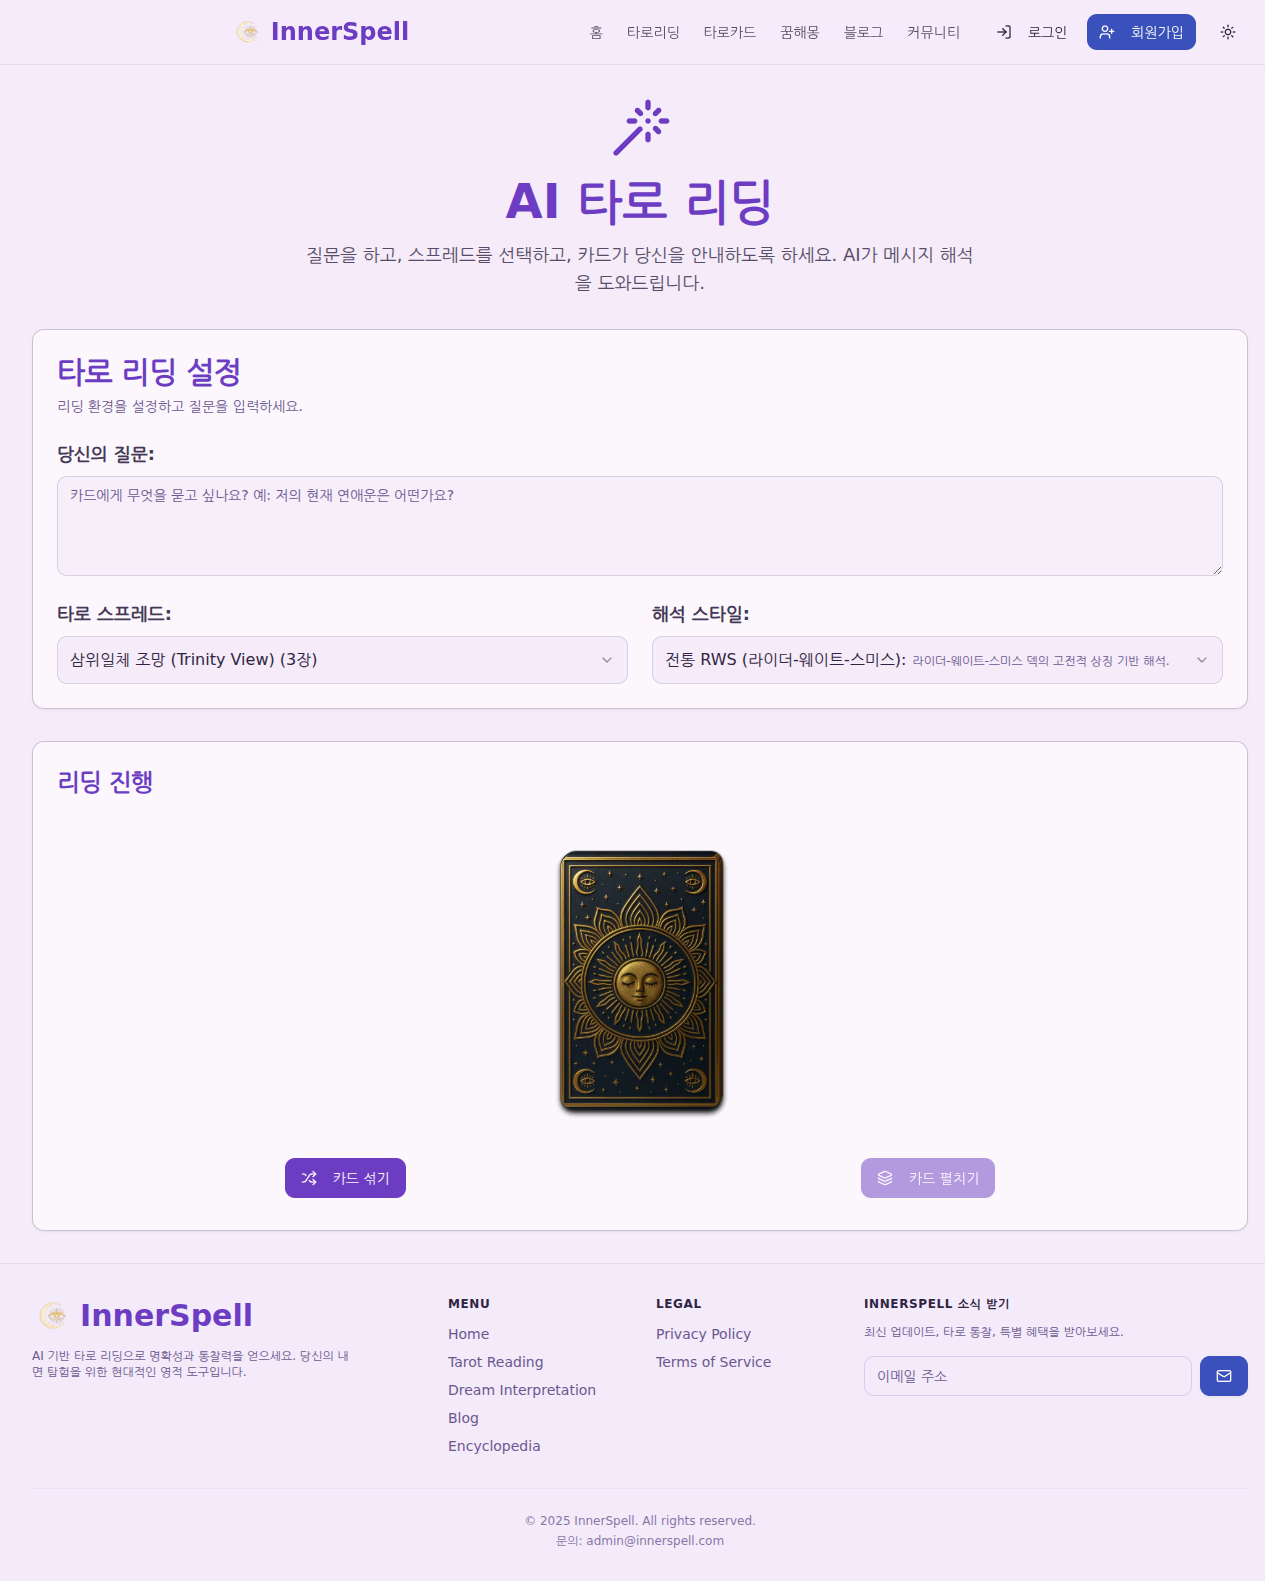 InnerSpell
홈
타로리딩
타로카드
꿈해몽
블로그
커뮤니티
로그인
회원가입
AI 타로 리딩
질문을 하고, 스프레드를 선택하고, 카드가 당신을 안내하도록 하세요. AI가 메시지 해석
을 도와드립니다.
타로 리딩 설정
리딩 환경을 설정하고 질문을 입력하세요.
당신의 질문:
카드에게 무엇을 묻고 싶나요? 예: 저의 현재 연애운은 어떤가요?
타로 스프레드:
삼위일체 조망 (Trinity View) (3장)
해석 스타일:
전통 RWS (라이더-웨이트-스미스): 라이더-웨이트-스미스 덱의 고전적 상징 기반 해석.
리딩 진행
카드 섞기
카드 펼치기
InnerSpell
AI 기반 타로 리딩으로 명확성과 통찰력을 얻으세요. 당신의 내
면 탐험을 위한 현대적인 영적 도구입니다.
MENU
Home
Tarot Reading
Dream Interpretation
Blog
Encyclopedia
LEGAL
Privacy Policy
Terms of Service
INNERSPELL 소식 받기
최신 업데이트, 타로 통찰, 특별 혜택을 받아보세요.
이메일 주소
© 2025 InnerSpell. All rights reserved.
문의: admin@innerspell.com